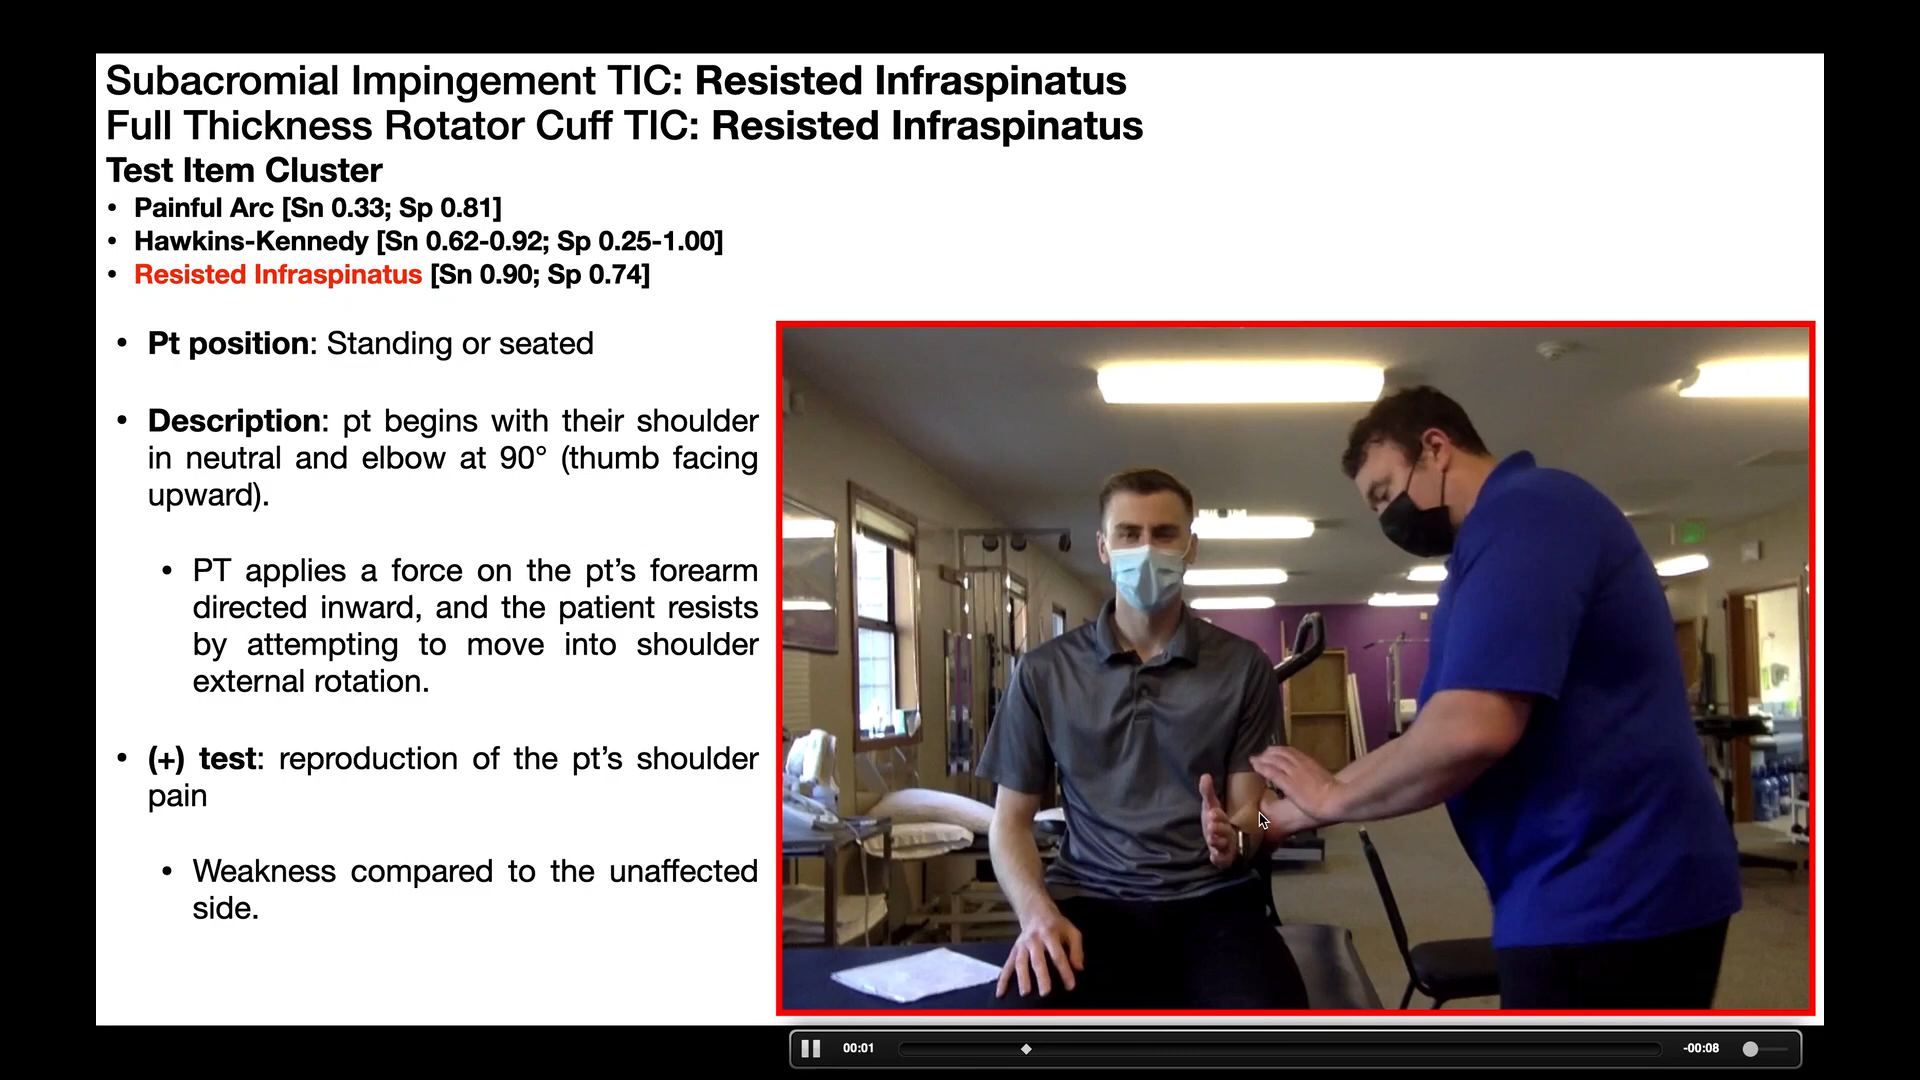 Subacromial Impingement TIC: Resisted Infraspinatus
Full Thickness Rotator Cuff TIC: Resisted Infraspinatus
Test Item Cluster
• Painful Arc [Sn 0.33; Sp 0.81]
• Hawkins-Kennedy [Sn 0.62-0.92; Sp 0.25-1.00]
• Resisted Infraspinatus [Sn 0.90; Sp 0.74]
• Pt position: Standing or seated
• Description: pt begins with their shoulder
in neutral and elbow at 90° (thumb facing
upward).
• PT applies a force on the pt’s forearm
directed inward, and the patient resists
by attempting to move into shoulder
external rotation.
• (+) test: reproduction of the pt’s shoulder
pain
• Weakness compared to the unaffected
side.
00:01
-00:08